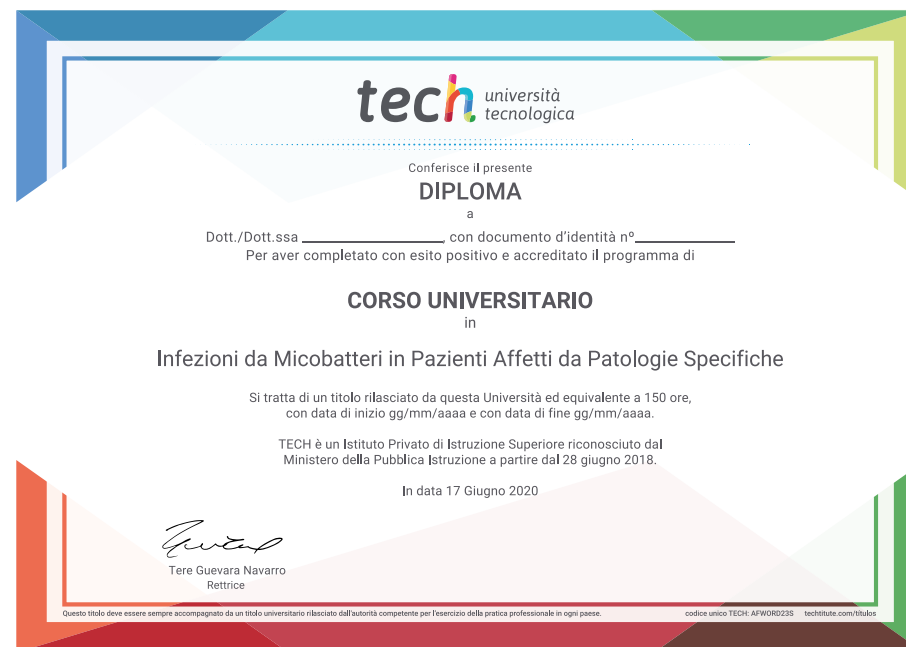 tech università
tecnologica
Conferisce il presente
DIPLOMA
a
Dott./Dott.ssa _______________, con documento d'identità nº___________
Per aver completato con esito positivo e accreditato il programma di
CORSO UNIVERSITARIO
in
Infezioni da Micobatteri in Pazienti Affetti da Patologie Specifiche
Si tratta di un titolo rilasciato da questa Università ed equivalente a 150 ore,
con data di inizio gg/mm/aaaa e con data di fine gg/mm/aaaa.
TECH è un Istituto Privato di Istruzione Superiore riconosciuto dal
Ministero della Pubblica Istruzione a partire dal 28 giugno 2018.
In data 17 Giugno 2020
Tere Guevara Navarro
Rettrice
Questo titolo deve essere sempre accompagnato da un titolo universitario rilasciato dall'autorità competente per l'esercizio della pratica professionale in ogni paese. codice unico TECH: AFWORD23S techtitute.com/títulos